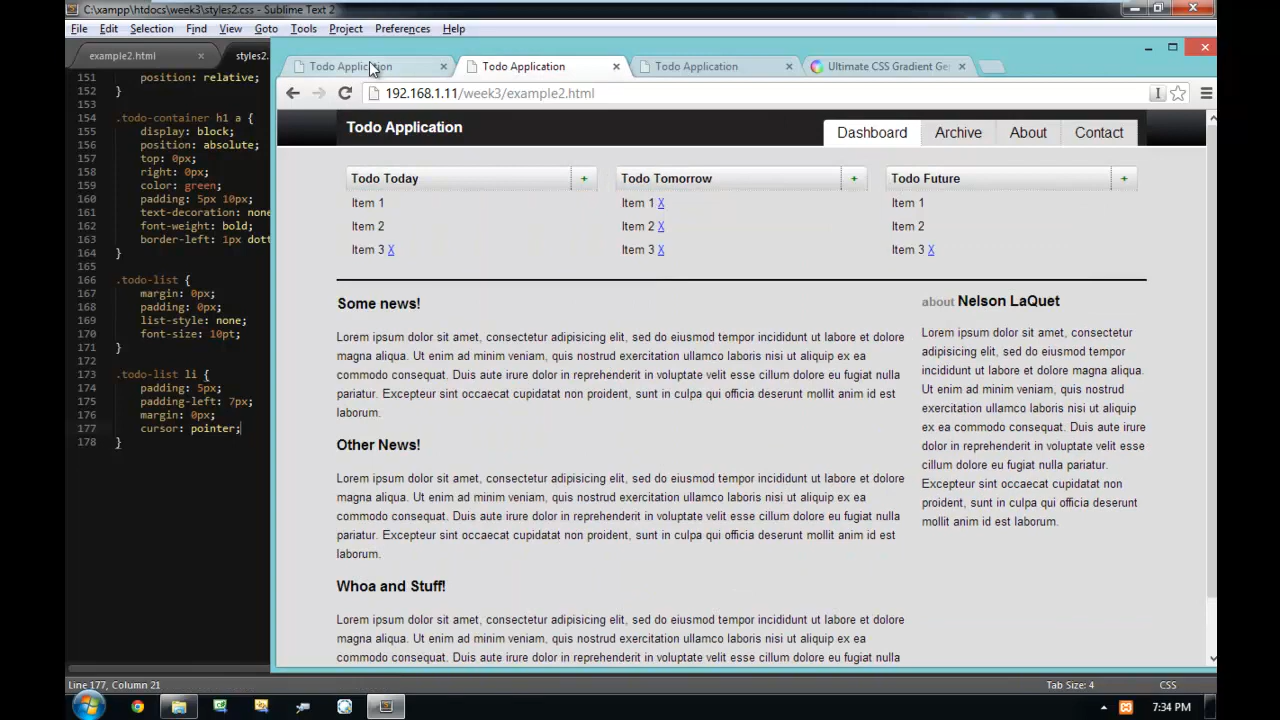 C:\xampp\htdocs\week3\styles2.css - Sublime Text 2
File Edit Selection Find View Goto Tools Project Preferences Help
example2.html × styles2.
151 position: relative;
152 }
153
154 .todo-container h1 a {
155 display: block;
156 position: absolute;
157 top: 0px;
158 right: 0px;
159 color: green;
160 padding: 5px 10px;
161 text-decoration: none
162 font-weight: bold;
163 border-left: 1px dott
164 }
165
166 .todo-list {
167 margin: 0px;
168 padding: 0px;
169 list-style: none;
170 font-size: 10pt;
171 }
172
173 .todo-list li {
174 padding: 5px;
175 padding-left: 7px;
176 margin: 0px;
177 cursor: pointer;
178 }
Todo Application × Todo Application × Todo Application × Ultimate CSS Gradient Ge ×
192.168.1.11/week3/example2.html
Todo Application Dashboard Archive About Contact
Todo Today + Todo Tomorrow + Todo Future +
Item 1 Item 1 X Item 1
Item 2 Item 2 X Item 2
Item 3 X Item 3 X Item 3 X
Some news!
Lorem ipsum dolor sit amet, consectetur adipisicing elit, sed do eiusmod tempor incididunt ut labore et dolore
magna aliqua. Ut enim ad minim veniam, quis nostrud exercitation ullamco laboris nisi ut aliquip ex ea commodo
consequat. Duis aute irure dolor in reprehenderit in voluptate velit esse cillum dolore eu fugiat nulla
pariatur. Excepteur sint occaecat cupidatat non proident, sunt in culpa qui officia deserunt mollit anim id est
laborum.
Other News!
Lorem ipsum dolor sit amet, consectetur adipisicing elit, sed do eiusmod tempor incididunt ut labore et dolore
magna aliqua. Ut enim ad minim veniam, quis nostrud exercitation ullamco laboris nisi ut aliquip ex ea
commodo consequat. Duis aute irure dolor in reprehenderit in voluptate velit esse cillum dolore eu fugiat nulla
pariatur. Excepteur sint occaecat cupidatat non proident, sunt in culpa qui officia deserunt mollit anim id est
laborum.
Whoa and Stuff!
Lorem ipsum dolor sit amet, consectetur adipisicing elit, sed do eiusmod tempor incididunt ut labore et dolore
magna aliqua. Ut enim ad minim veniam, quis nostrud exercitation ullamco laboris nisi ut aliquip ex ea
commodo consequat. Duis aute irure dolor in reprehenderit in voluptate velit esse cillum dolore eu fugiat nulla
about Nelson LaQuet
Lorem ipsum dolor sit amet, consectetur
adipisicing elit, sed do eiusmod tempor
incididunt ut labore et dolore magna aliqua.
Ut enim ad minim veniam, quis nostrud
exercitation ullamco laboris nisi ut aliquip
ex ea commodo consequat. Duis aute irure
dolor in reprehenderit in voluptate velit esse
cillum dolore eu fugiat nulla pariatur.
Excepteur sint occaecat cupidatat non
proident, sunt in culpa qui officia deserunt
mollit anim id est laborum.
Line 177, Column 21 Tab Size: 4 CSS
7:34 PM